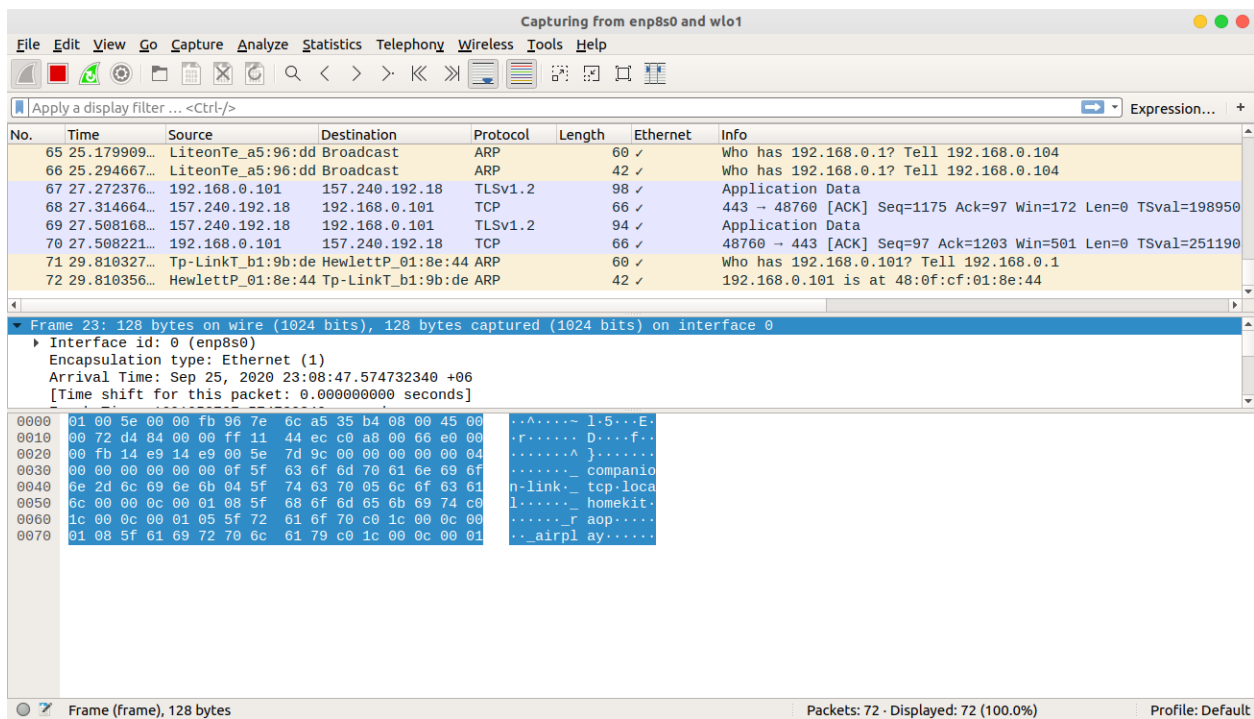 Capturing from enp8s0 and wlo1
File Edit View Go Capture Analyze Statistics Telephony Wireless Tools Help
Apply a display filter … <Ctrl-/> Expression… +
No. Time Source Destination Protocol Length Ethernet Info
65 25.179909… LiteonTe_a5:96:dd Broadcast ARP 60 ✓ Who has 192.168.0.1? Tell 192.168.0.104
66 25.294667… LiteonTe_a5:96:dd Broadcast ARP 42 ✓ Who has 192.168.0.1? Tell 192.168.0.104
67 27.272376… 192.168.0.101 157.240.192.18 TLSv1.2 98 ✓ Application Data
68 27.314664… 157.240.192.18 192.168.0.101 TCP 66 ✓ 443 → 48760 [ACK] Seq=1175 Ack=97 Win=172 Len=0 TSval=198950
69 27.508168… 157.240.192.18 192.168.0.101 TLSv1.2 94 ✓ Application Data
70 27.508221… 192.168.0.101 157.240.192.18 TCP 66 ✓ 48760 → 443 [ACK] Seq=97 Ack=1203 Win=501 Len=0 TSval=251190
71 29.810327… Tp-LinkT_b1:9b:de HewlettP_01:8e:44 ARP 60 ✓ Who has 192.168.0.101? Tell 192.168.0.1
72 29.810356… HewlettP_01:8e:44 Tp-LinkT_b1:9b:de ARP 42 ✓ 192.168.0.101 is at 48:0f:cf:01:8e:44
Frame 23: 128 bytes on wire (1024 bits), 128 bytes captured (1024 bits) on interface 0
Interface id: 0 (enp8s0)
Encapsulation type: Ethernet (1)
Arrival Time: Sep 25, 2020 23:08:47.574732340 +06
[Time shift for this packet: 0.000000000 seconds]
0000 01 00 5e 00 00 fb 96 7e 6c a5 35 b4 08 00 45 00 ··^····~ l·5···E·
0010 00 72 d4 84 00 00 ff 11 44 ec c0 a8 00 66 e0 00 ·r······ D····f··
0020 00 fb 14 e9 14 e9 00 5e 7d 9c 00 00 00 00 00 04 ·······^ }·······
0030 00 00 00 00 00 00 0f 5f 63 6f 6d 70 61 6e 69 6f ·······_ companio
0040 6e 2d 6c 69 6e 6b 04 5f 74 63 70 05 6c 6f 63 61 n-link·_ tcp·loca
0050 6c 00 00 0c 00 01 08 5f 68 6f 6d 65 6b 69 74 c0 l······_ homekit·
0060 1c 00 0c 00 01 05 5f 72 61 6f 70 c0 1c 00 0c 00 ······_r aop·····
0070 01 08 5f 61 69 72 70 6c 61 79 c0 1c 00 0c 00 01 ··_airpl ay······
Frame (frame), 128 bytes Packets: 72 · Displayed: 72 (100.0%) Profile: Default